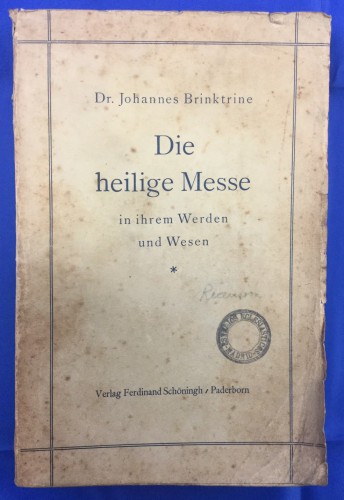 Dr. Johannes Brinktrine
Die
heilige Messe
in ihrem Werden
und Wesen
*
Verlag Ferdinand Schöningh / Paderborn